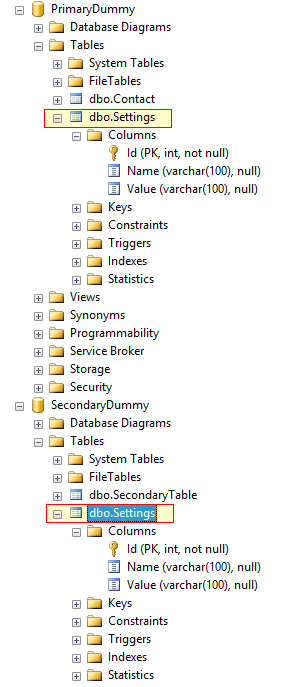 PrimaryDummy
Database Diagrams
Tables
System Tables
FileTables
dbo.Contact
dbo.Settings
Columns
Id (PK, int, not null)
Name (varchar(100), null)
Value (varchar(100), null)
Keys
Constraints
Triggers
Indexes
Statistics
Views
Synonyms
Programmability
Service Broker
Storage
Security
SecondaryDummy
Database Diagrams
Tables
System Tables
FileTables
dbo.SecondaryTable
dbo.Settings
Columns
Id (PK, int, not null)
Name (varchar(100), null)
Value (varchar(100), null)
Keys
Constraints
Triggers
Indexes
Statistics